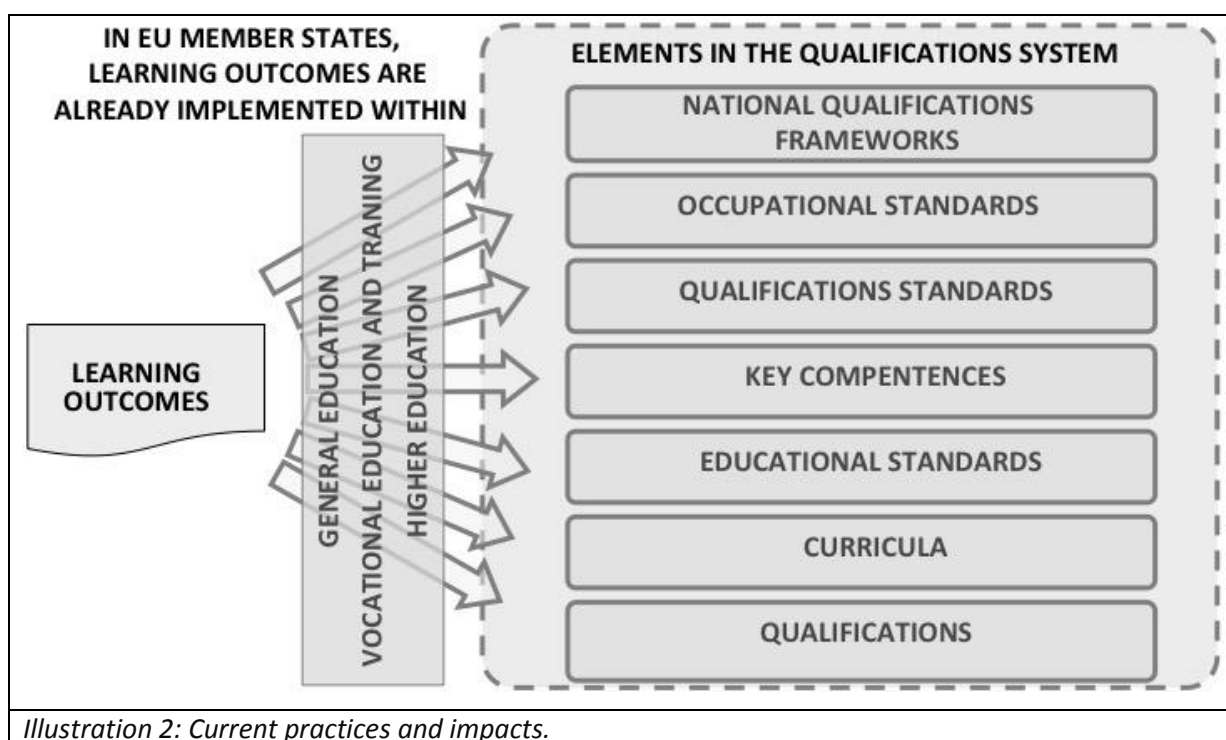 IN EU MEMBER STATES,
LEARNING OUTCOMES ARE
ALREADY IMPLEMENTED WITHIN
ELEMENTS IN THE QUALIFICATIONS SYSTEM
NATIONAL QUALIFICATIONS
FRAMEWORKS
OCCUPATIONAL STANDARDS
QUALIFICATIONS STANDARDS
KEY COMPENTENCES
EDUCATIONAL STANDARDS
CURRICULA
QUALIFICATIONS
LEARNING
OUTCOMES
GENERAL EDUCATION
VOCATIONAL EDUCATION AND TRANING
HIGHER EDUCATION
Illustration 2: Current practices and impacts.